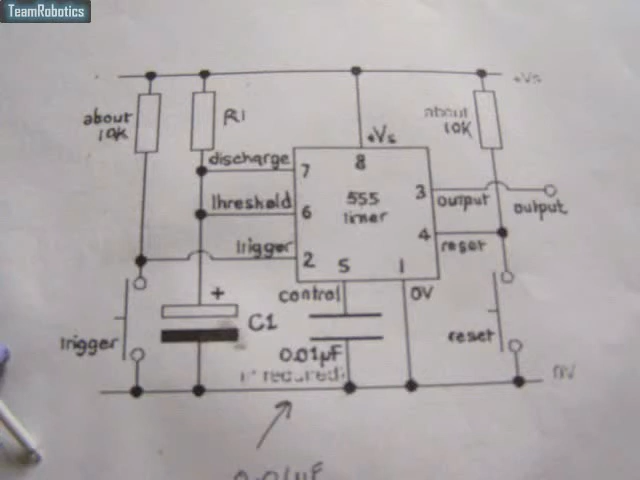 TeamRobotics
+Vs
about
10K
R1
about
10K
+Vs
8
discharge
7
555
timer
3
output
output
threshold
6
trigger
2
4
reset
5
1
control
0V
+
C1
trigger
0.01µF
if required
reset
0V
0.01µF